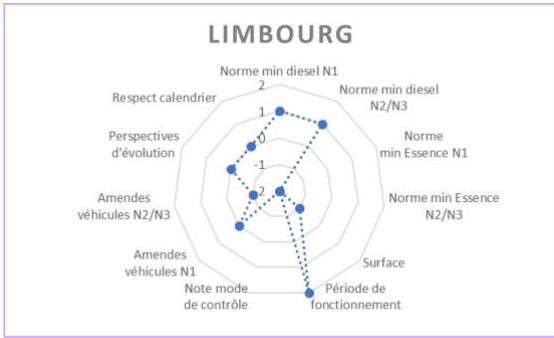 LIMBOURG
Norme min diesel N1
Respect calendrier
Norme min diesel
N2/N3
Perspectives
d'évolution
Norme
min Essence N1
Amendes
véhicules N2/N3
Norme min Essence
N2/N3
Amendes
véhicules N1
Surface
Note mode
de contrôle
Période de
fonctionnement
2
1
0
-1
2